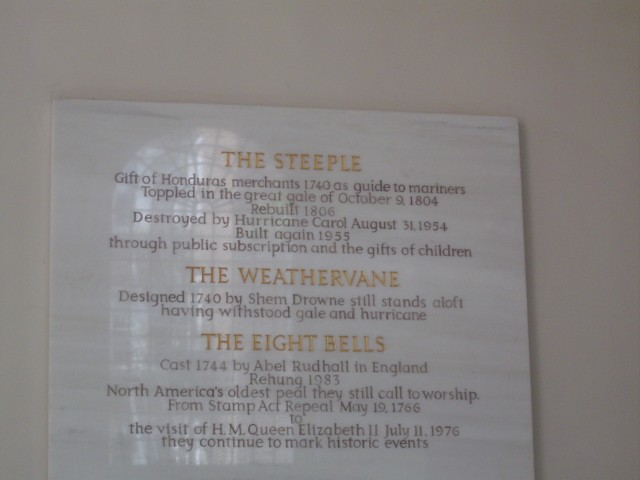 THE STEEPLE
Gift of Honduras merchants 1740 as guide to mariners
Toppled in the great gale of October 9, 1804
Rebuilt 1806
Destroyed by Hurricane Carol August 31, 1954
Built again 1955
through public subscription and the gifts of children
THE WEATHERVANE
Designed 1740 by Shem Drowne still stands aloft
having withstood gale and hurricane
THE EIGHT BELLS
Cast 1744 by Abel Rudhall in England
Rehung 1983
North America's oldest peal they still call to worship.
From Stamp Act Repeal May 19, 1766
to
the visit of H.M. Queen Elizabeth II July 11, 1976
they continue to mark historic events